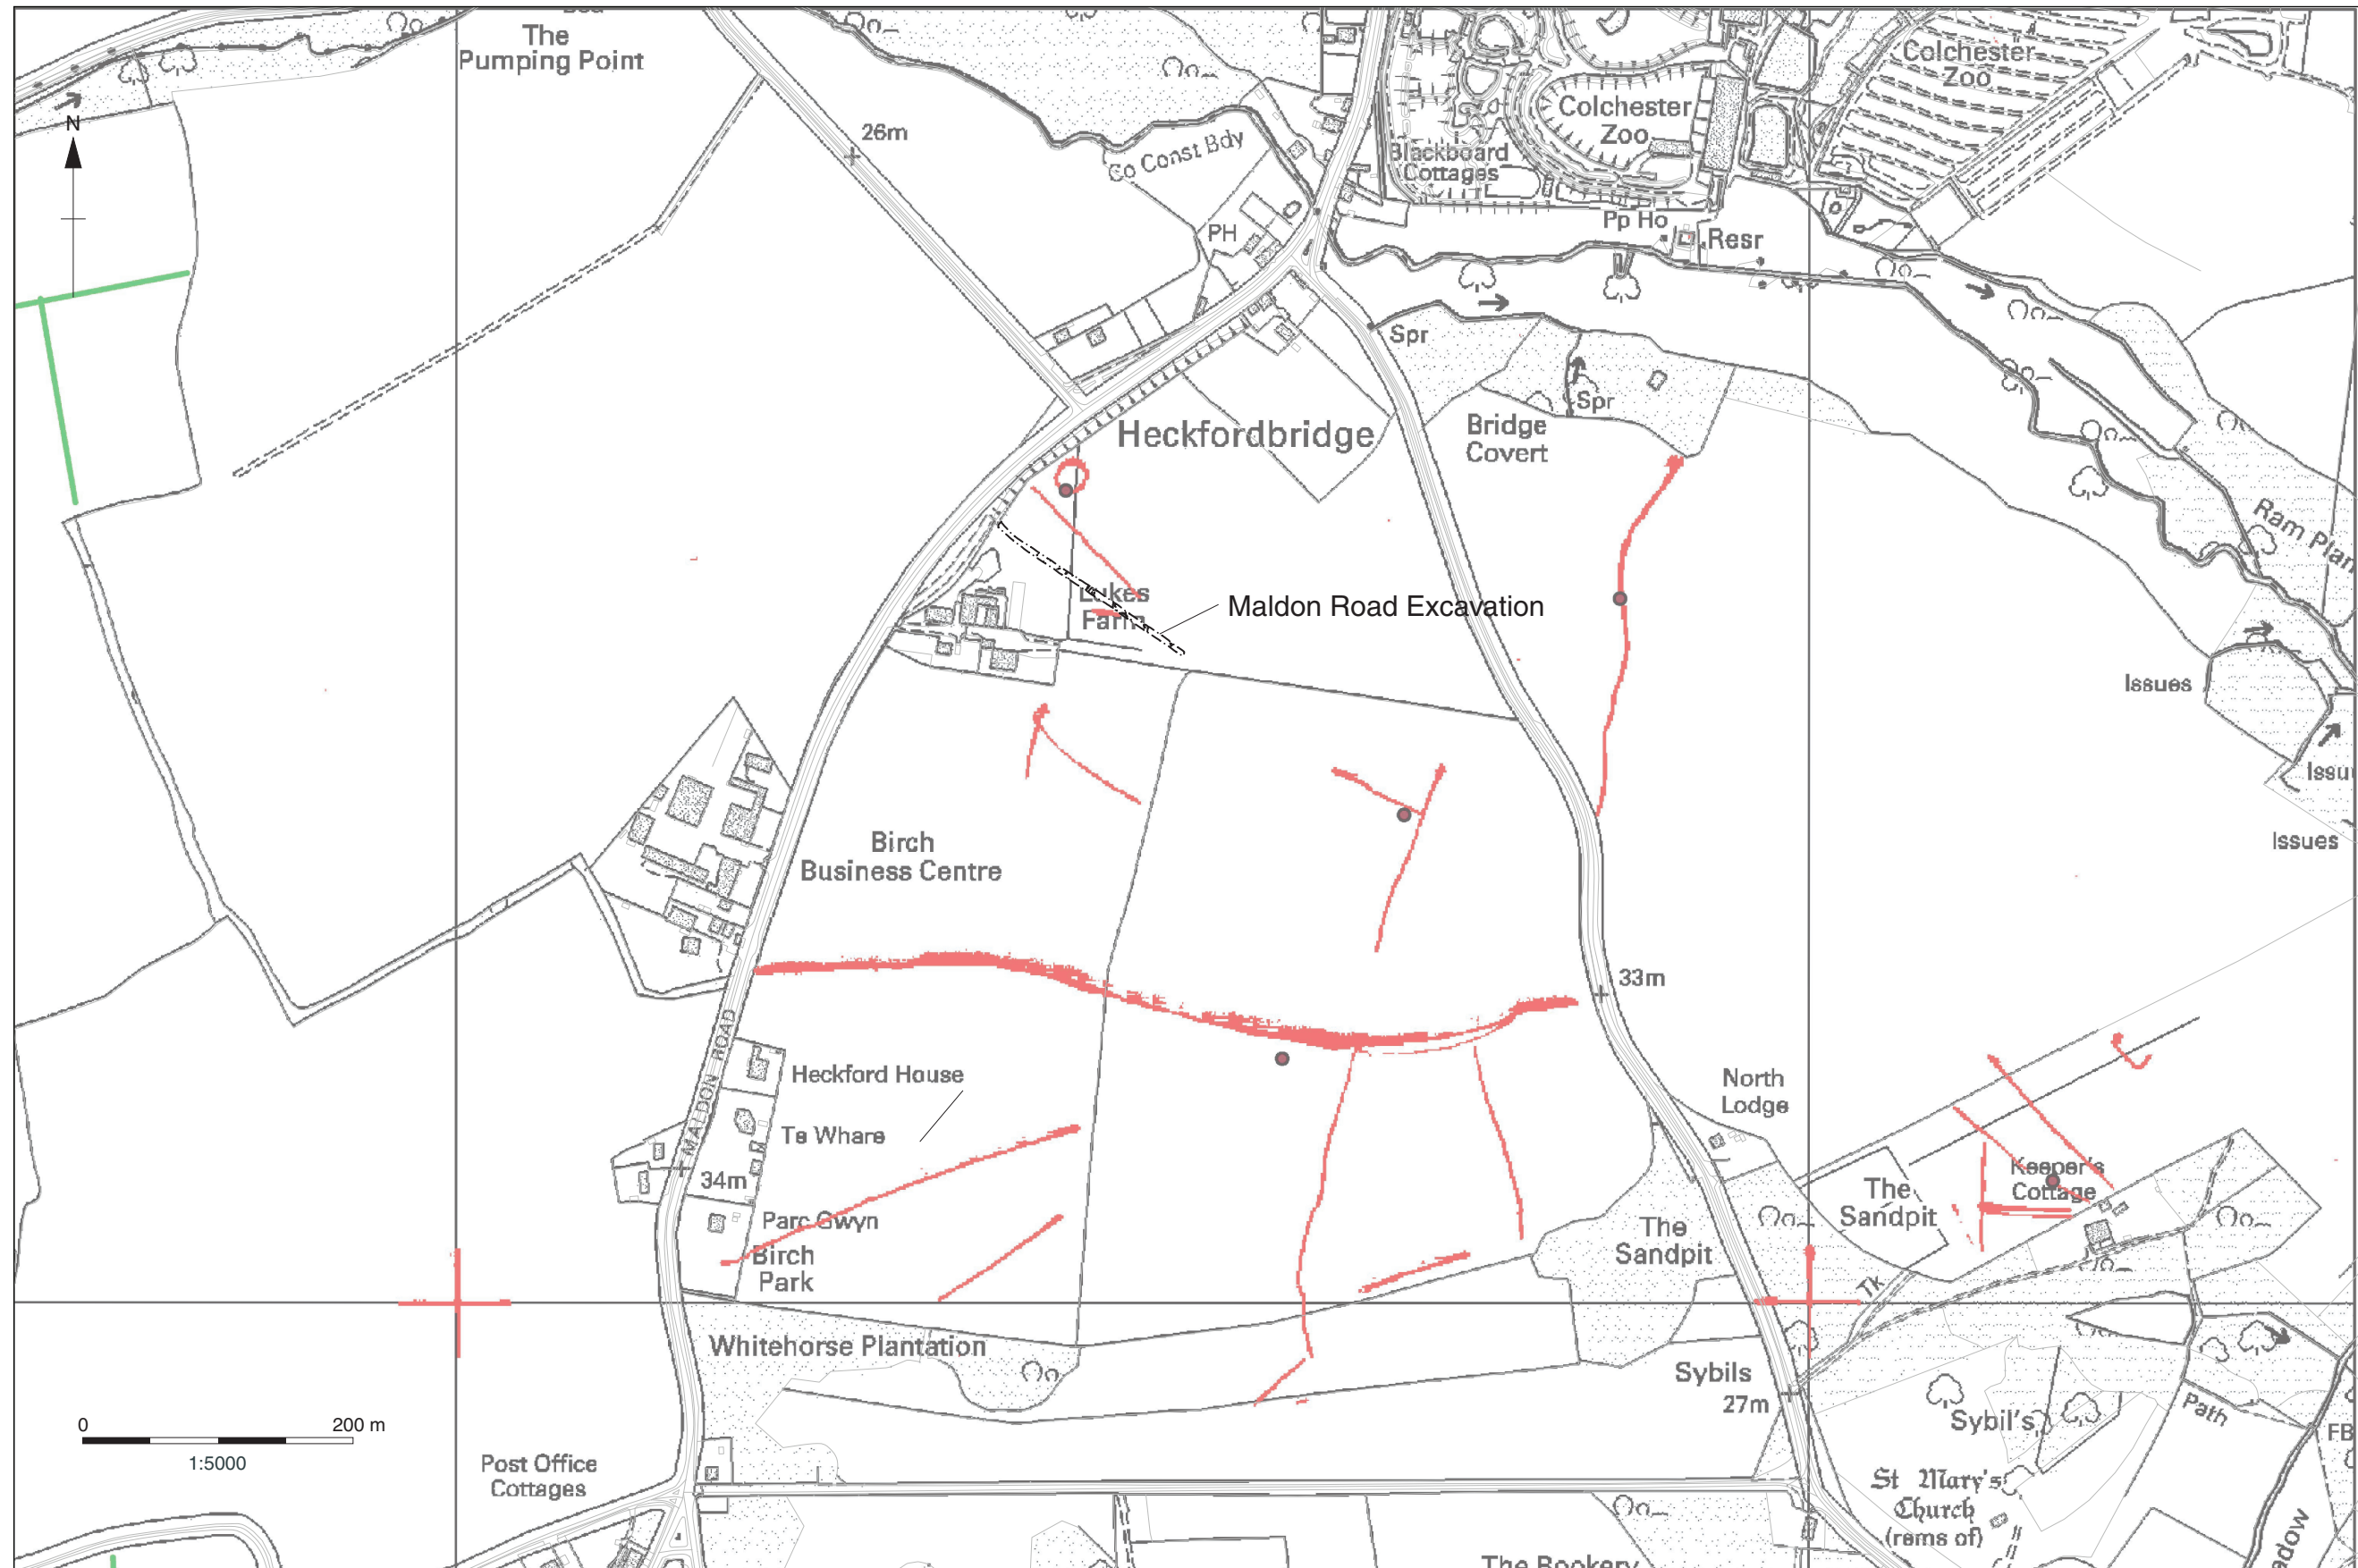 The
Pumping Point
Colchester
Zoo
Colchester
Zoo
26m
N
Co Const Bdy
Blackboard
Cottages
PH
Pp Ho
Resr
Spr
Spr
Heckfordbridge
Bridge
Covert
Ram Plan
Lukes
Farm
Maldon Road Excavation
Issues
Issu
Issues
Birch
Business Centre
33m
MALDON ROAD
Heckford House
North
Lodge
Te Whare
34m
Keeper's
Cottage
The
Sandpit
Parc Gwyn
Birch
Park
The
Sandpit
Tk
Whitehorse Plantation
Sybils
27m
Sybil's
Path
FB
0 200 m
1:5000
Post Office
Cottages
St Mary's
Church
(rems of)
adow
The Rookery